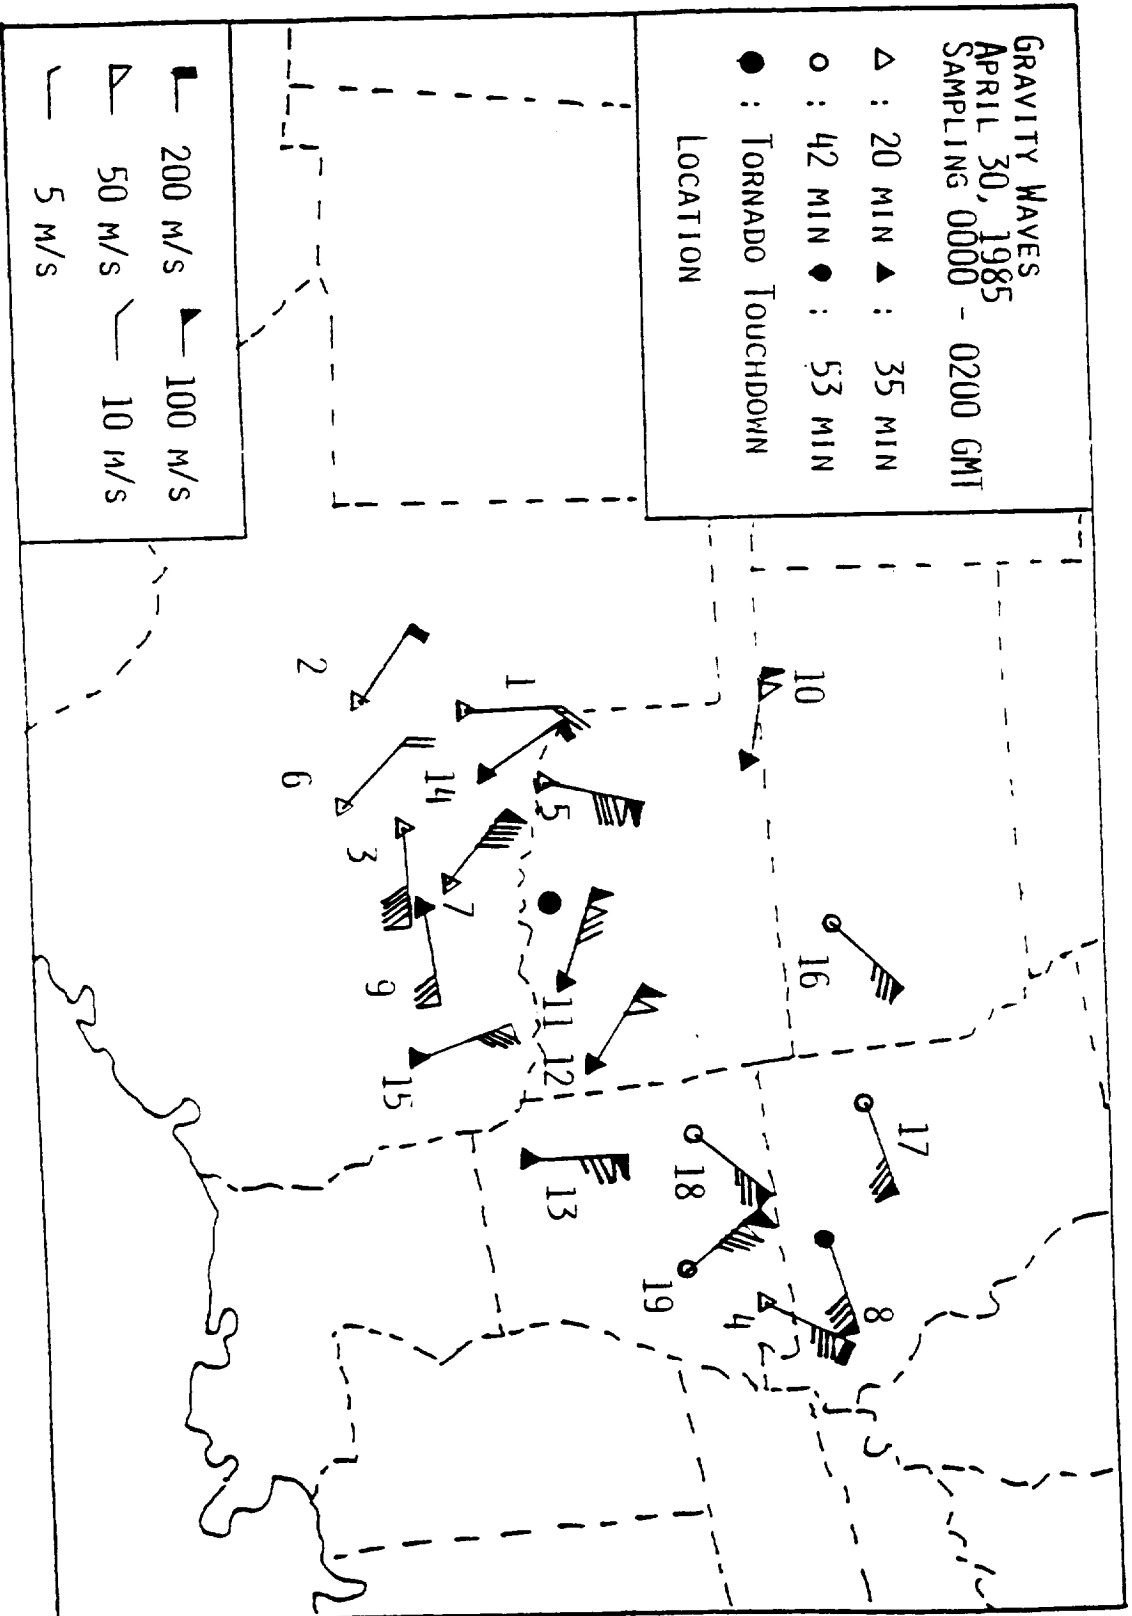 GRAVITY WAVES
APRIL 30, 1985
SAMPLING 0000 - 0200 GMT
△ : 20 MIN ▲ : 35 MIN
○ : 42 MIN ● : 53 MIN
● : TORNADO TOUCHDOWN
LOCATION
10
16
17
8
1
14
5
11
12
18
19
4
2
6
3
7
9
15
13
200 M/S 100 M/S
50 M/S 10 M/S
5 M/S